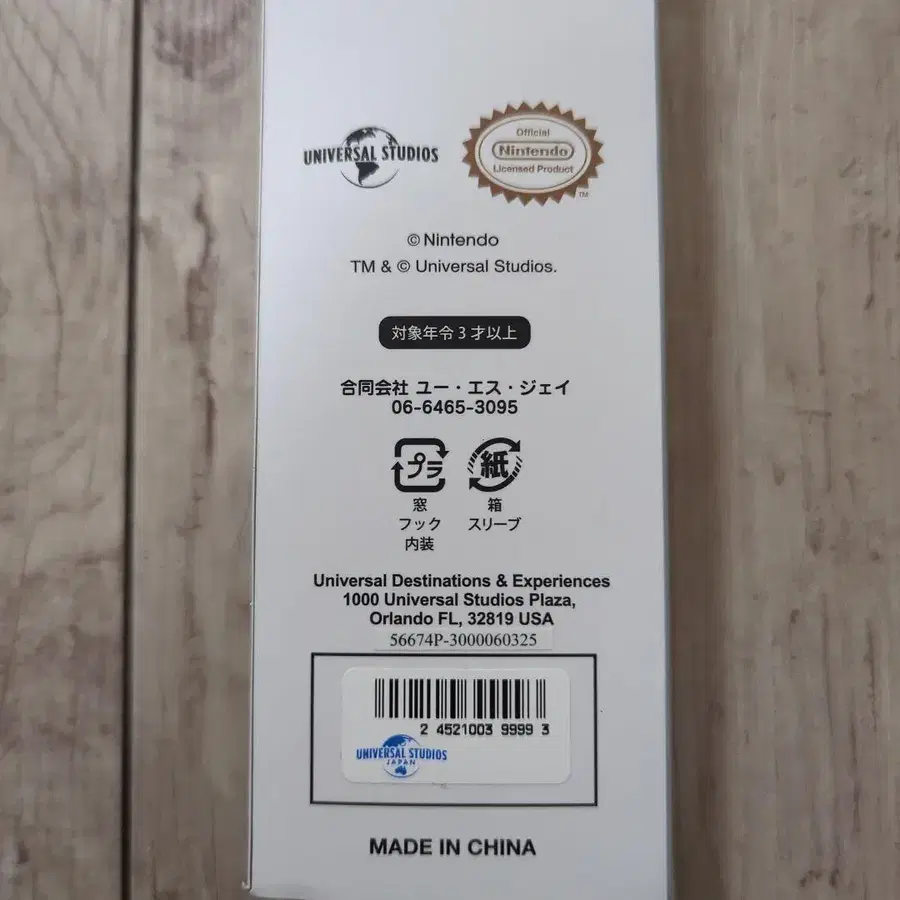 UNIVERSAL STUDIOS
Official
Nintendo
Licensed Product
TM
© Nintendo
TM & © Universal Studios.
対象年令 3 才以上
合同会社 ユー・エス・ジェイ
06-6465-3095
プラ 紙
窓 箱
フック スリーブ
内装
Universal Destinations & Experiences
1000 Universal Studios Plaza,
Orlando FL, 32819 USA
56674P-3000060325
2 4521003 9999 3
UNIVERSAL STUDIOS
JAPAN
MADE IN CHINA